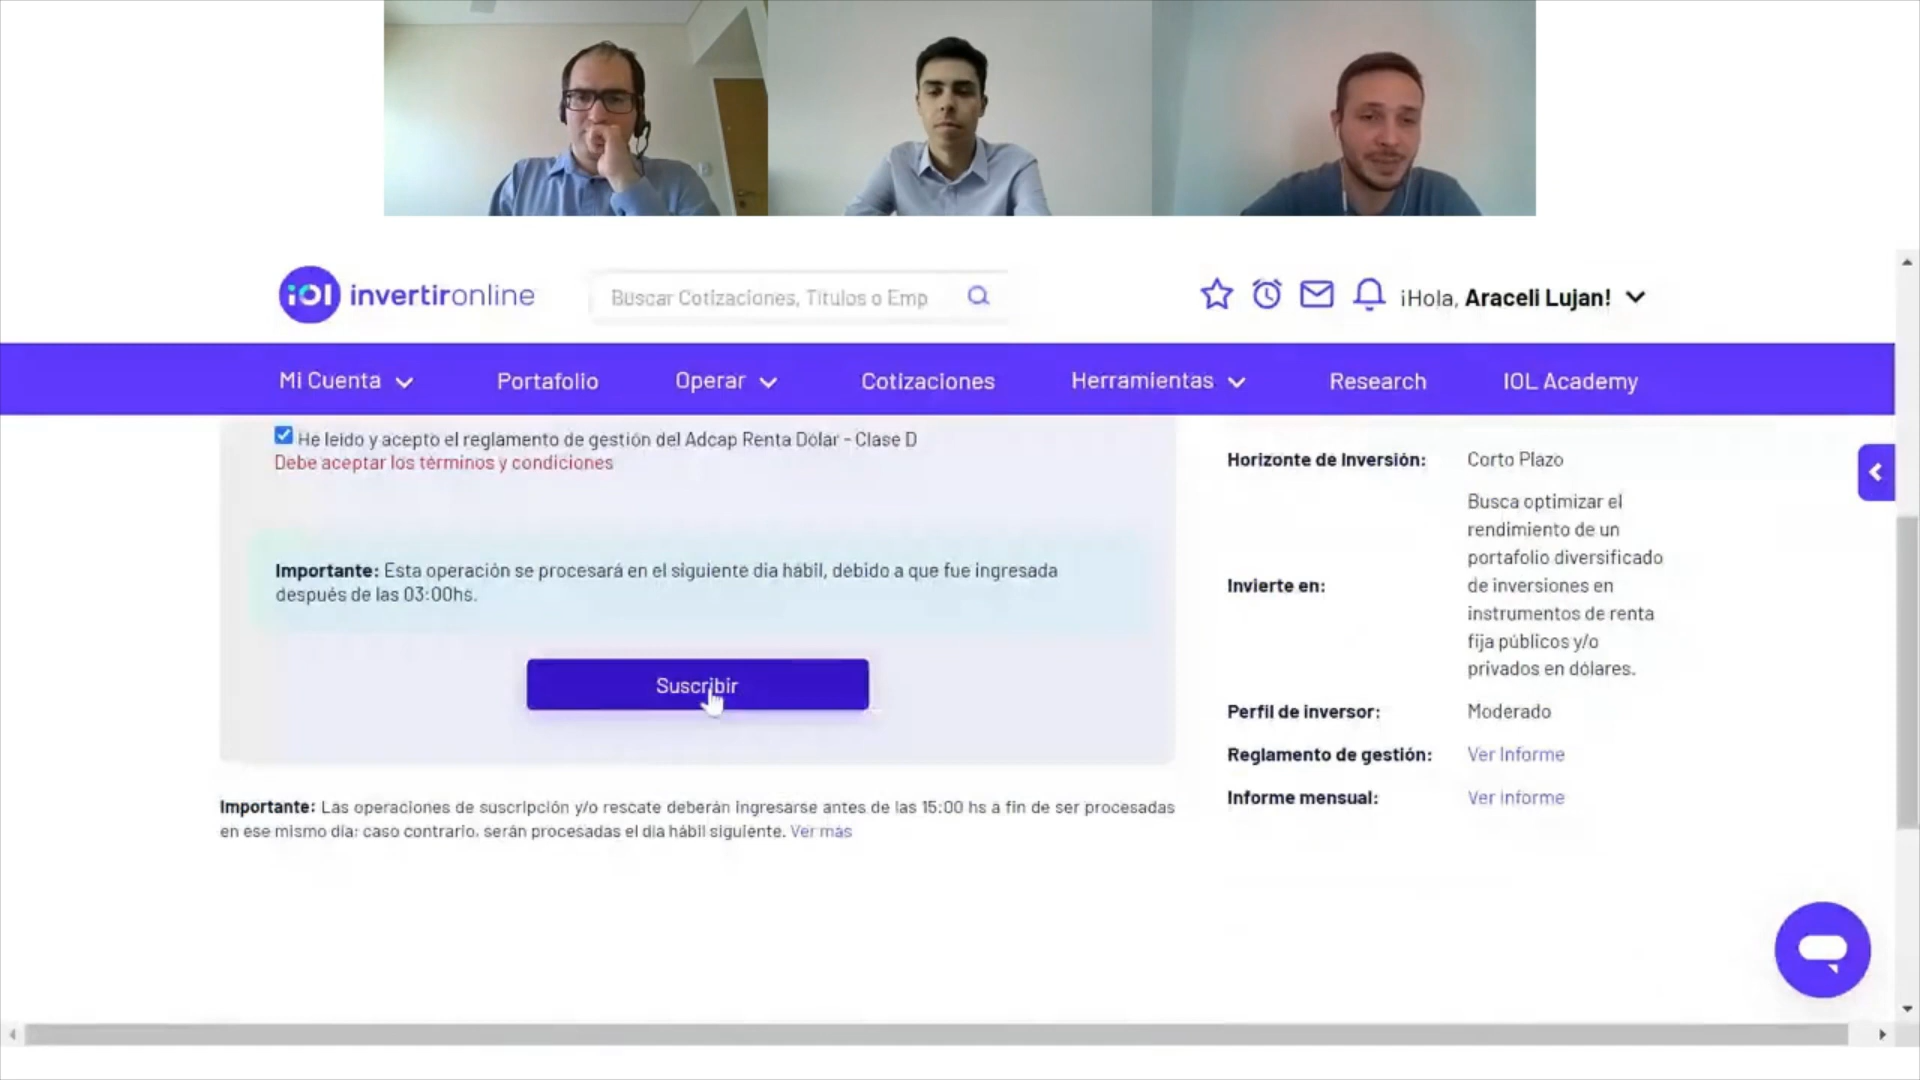 iol invertironline
Buscar Cotizaciones, Títulos o Emp
¡Hola, Araceli Lujan!
Mi Cuenta
Portafolio
Operar
Cotizaciones
Herramientas
Research
IOL Academy
He leído y acepto el reglamento de gestión del Adcap Renta Dólar - Clase D
Debe aceptar los términos y condiciones
Importante: Esta operación se procesará en el siguiente día hábil, debido a que fue ingresada
después de las 03:00hs.
Suscribir
Importante: Las operaciones de suscripción y/o rescate deberán ingresarse antes de las 15:00 hs a fin de ser procesadas
en ese mismo día; caso contrario, serán procesadas el día hábil siguiente. Ver más
Horizonte de Inversión: Corto Plazo
Invierte en: Busca optimizar el
rendimiento de un
portafolio diversificado
de inversiones en
instrumentos de renta
fija públicos y/o
privados en dólares.
Perfil de inversor: Moderado
Reglamento de gestión: Ver Informe
Informe mensual: Ver informe